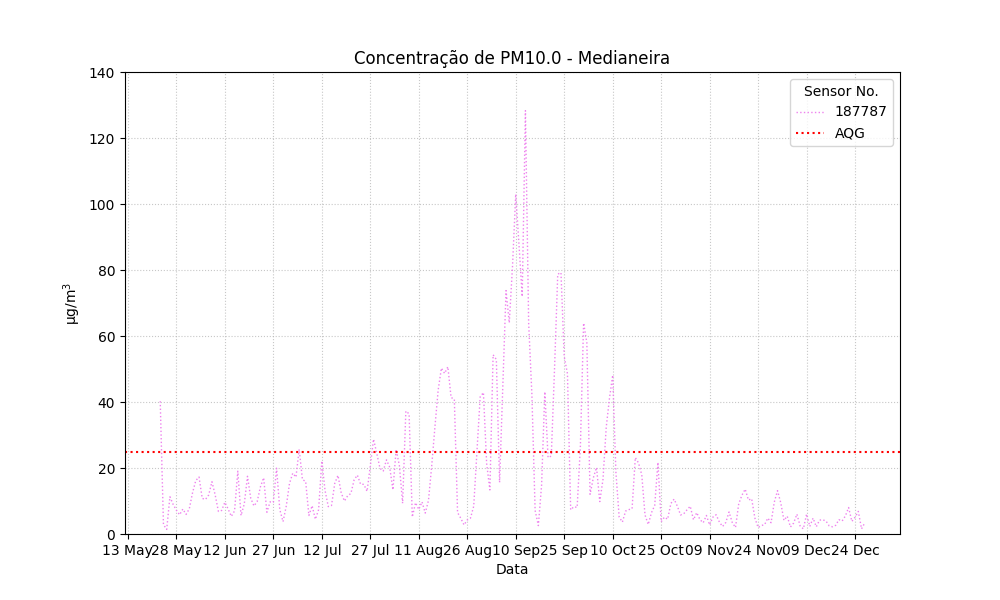 Concentração de PM10.0 - Medianeira
140
120
100
80
60
40
20
0
µg/m³
Sensor No.
187787
AQG
13 May 28 May 12 Jun 27 Jun 12 Jul 27 Jul 11 Aug 26 Aug 10 Sep 25 Sep 10 Oct 25 Oct 09 Nov 24 Nov 09 Dec 24 Dec
Data